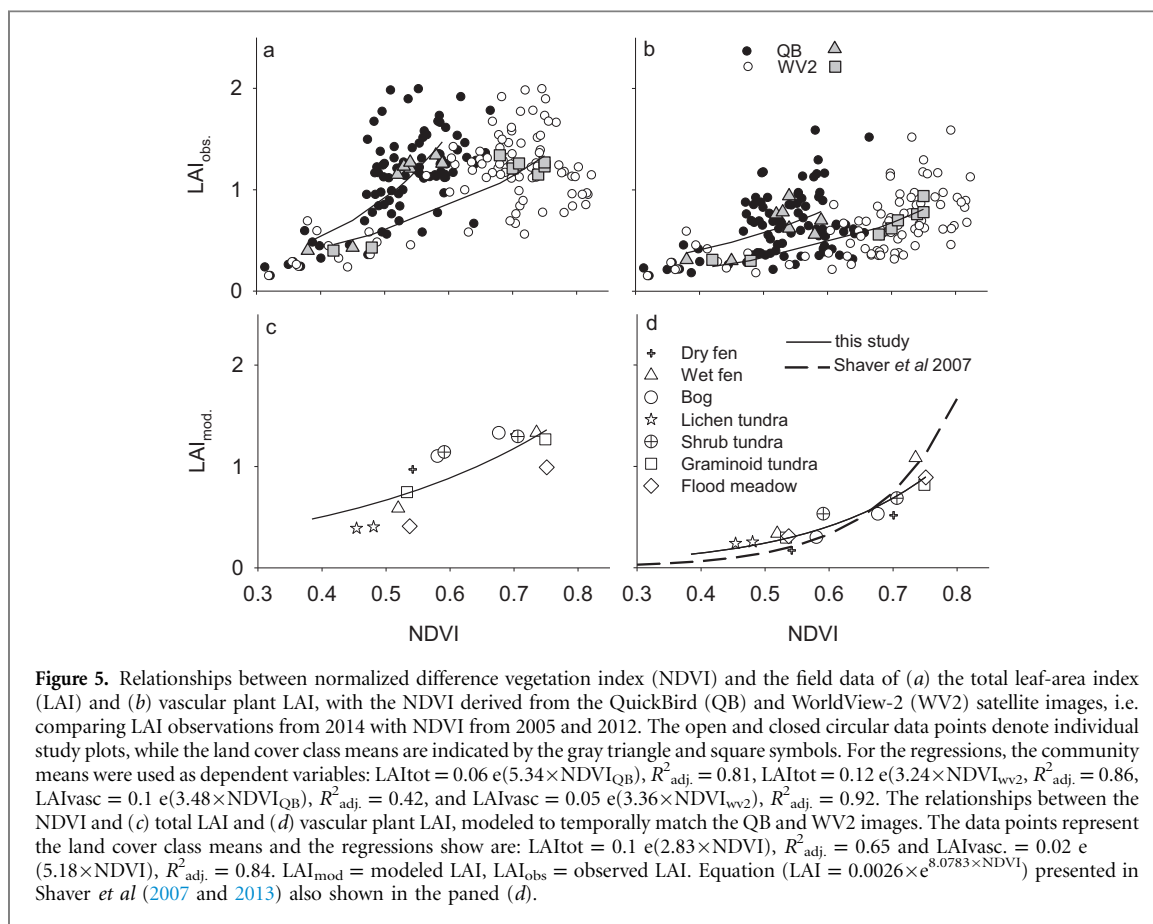 a
b
QB
WV2
2
1
0
LAIobs.
c
d
Dry fen
Wet fen
Bog
Lichen tundra
Shrub tundra
Graminoid tundra
Flood meadow
this study
Shaver et al 2007
2
1
0
LAImod.
0.3 0.4 0.5 0.6 0.7 0.8
0.3 0.4 0.5 0.6 0.7 0.8
NDVI
NDVI
Figure 5. Relationships between normalized difference vegetation index (NDVI) and the field data of (a) the total leaf-area index
(LAI) and (b) vascular plant LAI, with the NDVI derived from the QuickBird (QB) and WorldView-2 (WV2) satellite images, i.e.
comparing LAI observations from 2014 with NDVI from 2005 and 2012. The open and closed circular data points denote individual
study plots, while the land cover class means are indicated by the gray triangle and square symbols. For the regressions, the community
means were used as dependent variables: LAItot = 0.06 e(5.34×NDVIQB), R²adj. = 0.81, LAItot = 0.12 e(3.24×NDVIwv2, R²adj. = 0.86,
LAIvasc = 0.1 e(3.48×NDVIQB), R²adj. = 0.42, and LAIvasc = 0.05 e(3.36×NDVIwv2), R²adj. = 0.92. The relationships between the
NDVI and (c) total LAI and (d) vascular plant LAI, modeled to temporally match the QB and WV2 images. The data points represent
the land cover class means and the regressions show are: LAItot = 0.1 e(2.83×NDVI), R²adj. = 0.65 and LAIvasc. = 0.02 e
(5.18×NDVI), R²adj. = 0.84. LAImod = modeled LAI, LAIobs = observed LAI. Equation (LAI = 0.0026×e^8.0783×NDVI) presented in
Shaver et al (2007 and 2013) also shown in the paned (d).